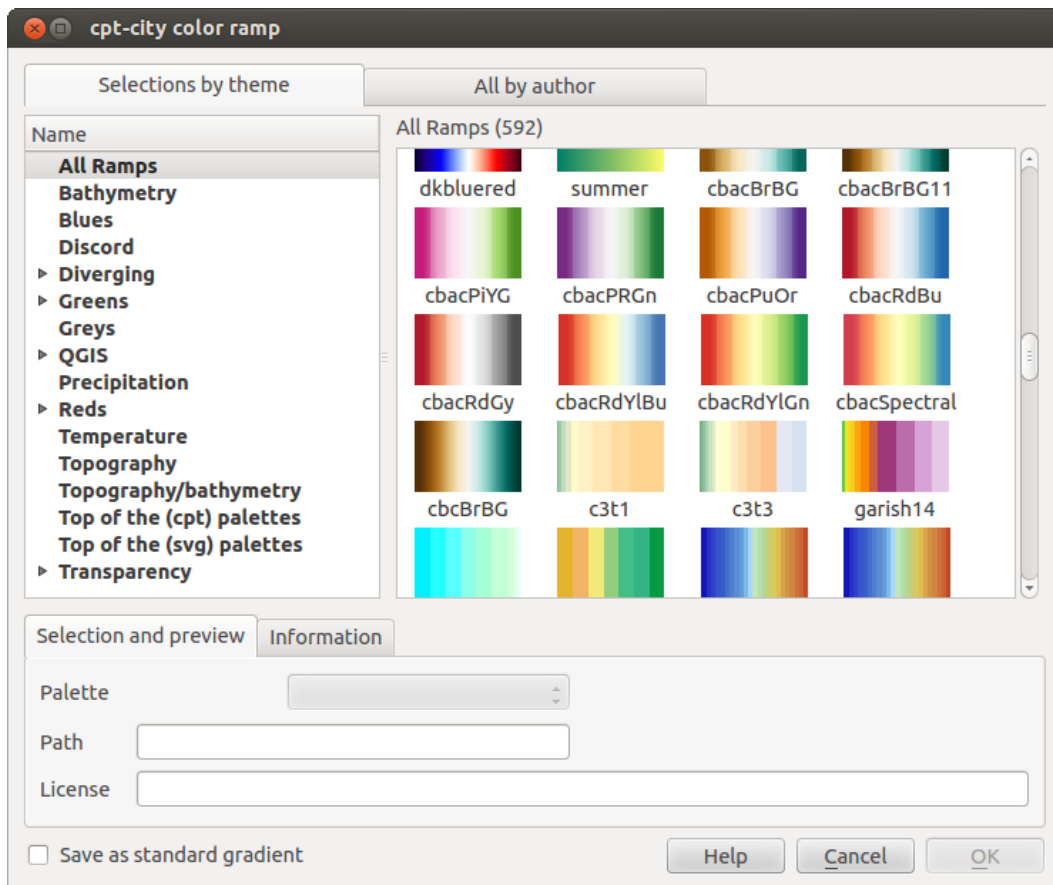 cpt-city color ramp
Selections by theme
All by author
Name
All Ramps
Bathymetry
Blues
Discord
Diverging
Greens
Greys
QGIS
Precipitation
Reds
Temperature
Topography
Topography/bathymetry
Top of the (cpt) palettes
Top of the (svg) palettes
Transparency
All Ramps (592)
dkbluered summer cbacBrBG cbacBrBG11
cbacPiYG cbacPRGn cbacPuOr cbacRdBu
cbacRdGy cbacRdYlBu cbacRdYlGn cbacSpectral
cbcBrBG c3t1 c3t3 garish14
Selection and preview
Information
Palette
Path
License
Save as standard gradient
Help
Cancel
OK